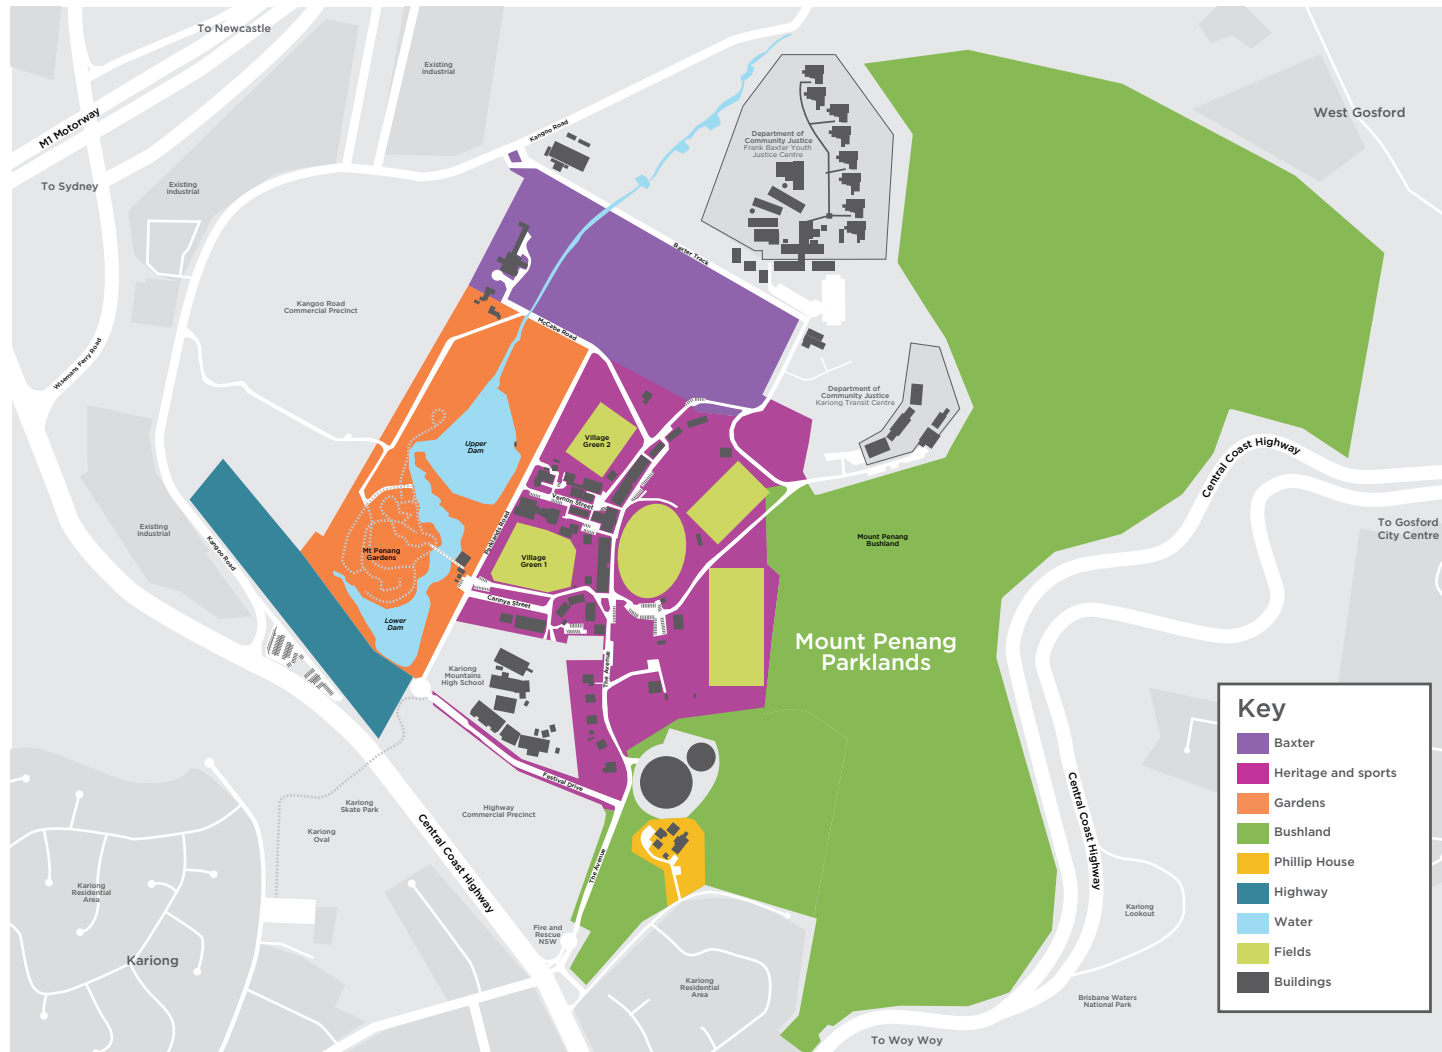 To Newcastle
Existing
industrial
M1 Motorway
To Sydney
Existing
industrial
Kangoo Road
Department of
Community Justice
Frank Baxter Youth
Justice Centre
West Gosford
Baxter Track
Kangoo Road
Commercial Precinct
McCabe Road
Wisemans Ferry Road
Department of
Community Justice
Kariong Transit Centre
Upper
Dam
Village
Green 2
Central Coast Highway
Vernon Street
Existing
industrial
Kangoo Road
Mt Penang
Gardens
Parklands Road
Village
Green 1
Mount Penang
Bushland
To Gosford
City Centre
Carinya Street
Lower
Dam
Mount Penang
Parklands
Kariong
Mountains
High School
The Avenue
Festival Drive
Kariong
Skate Park
Kariong
Oval
Highway
Commercial Precinct
Central Coast Highway
Central Coast Highway
The Avenue
Kariong
Residential
Area
Kariong
Fire and
Rescue
NSW
Kariong
Residential
Area
Kariong
Lookout
Brisbane Waters
National Park
To Woy Woy
Key
Baxter
Heritage and sports
Gardens
Bushland
Phillip House
Highway
Water
Fields
Buildings